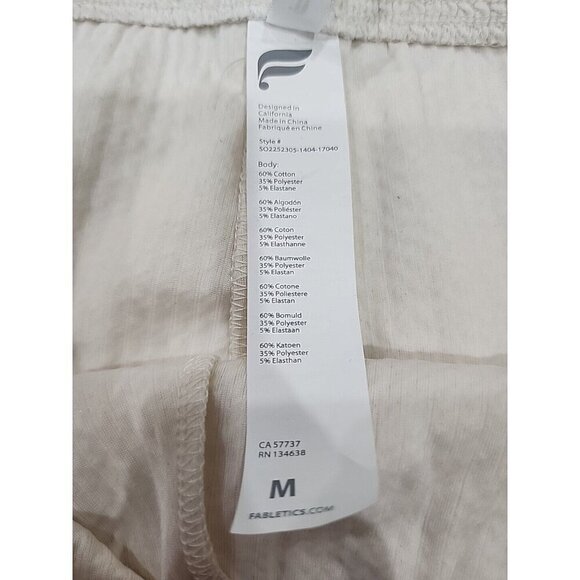 Designed in
California
Made in China
Fabriqué en Chine
Style #
SO2252305-1404-17040
Body:
60% Cotton
35% Polyester
5% Elastane
60% Algodón
35% Poliéster
5% Elastano
60% Coton
35% Polyester
5% Elasthanne
60% Baumwolle
35% Polyester
5% Elastan
60% Cotone
35% Poliestere
5% Elastan
60% Bomuld
35% Polyester
5% Elastaan
60% Katoen
35% Polyester
5% Elasthan
CA 57737
RN 134638
M
FABLETICS.COM